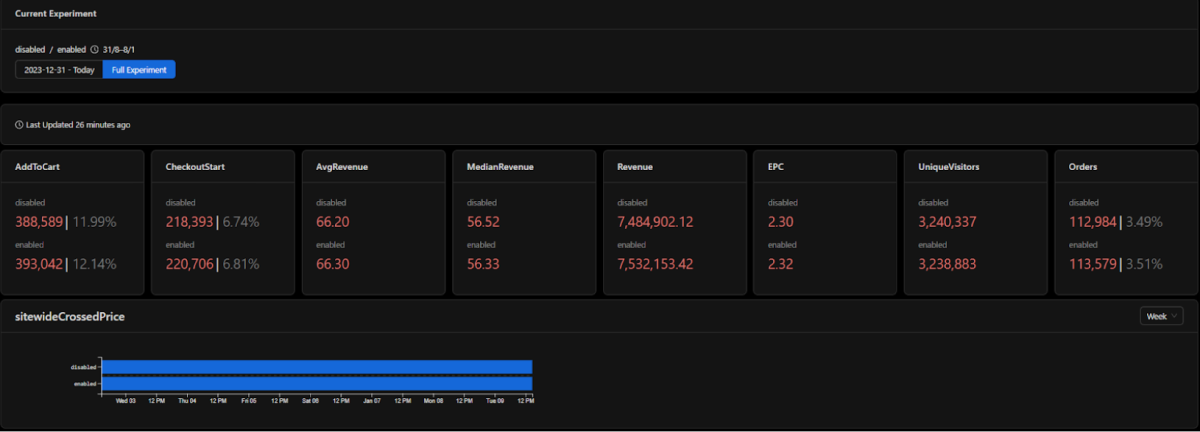 Current Experiment
disabled / enabled 31/8–8/1
2023-12-31 - Today Full Experiment
Last Updated 26 minutes ago
AddToCart
disabled
388,589 | 11.99%
enabled
393,042 | 12.14%
CheckoutStart
disabled
218,393 | 6.74%
enabled
220,706 | 6.81%
AvgRevenue
disabled
66.20
enabled
66.30
MedianRevenue
disabled
56.52
enabled
56.33
Revenue
disabled
7,484,902.12
enabled
7,532,153.42
EPC
disabled
2.30
enabled
2.32
UniqueVisitors
disabled
3,240,337
enabled
3,238,883
Orders
disabled
112,984 | 3.49%
enabled
113,579 | 3.51%
sitewideCrossedPrice
Week
disabled
enabled
Wed 03 12 PM Thu 04 12 PM Fri 05 12 PM Sat 06 12 PM Jan 07 12 PM Mon 08 12 PM Tue 09 12 PM